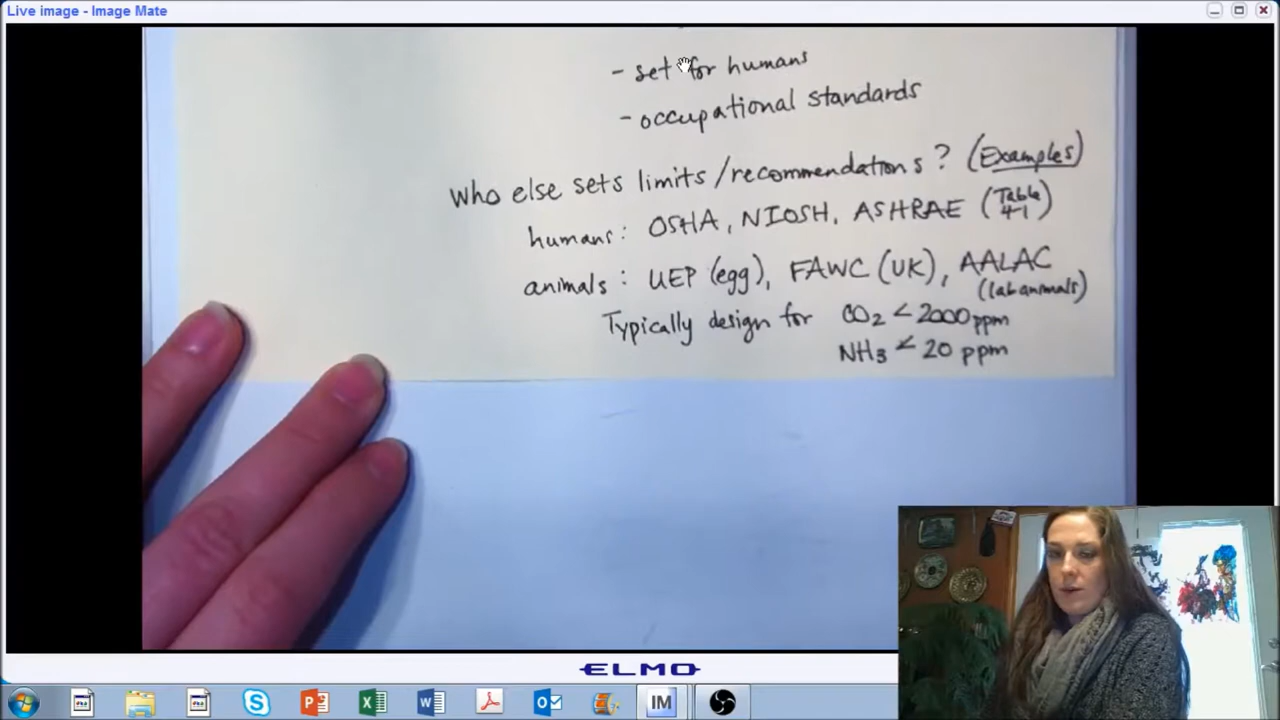 Live image - Image Mate
- set for humans
- occupational standards
who else sets limits/recommendations? (Examples)
humans: OSHA, NIOSH, ASHRAE (Table 4-1)
animals: UEP (egg), FAWC (UK), AALAC (lab animals)
Typically design for CO2 < 2000 ppm
NH3 < 20 ppm
ELMO
IM